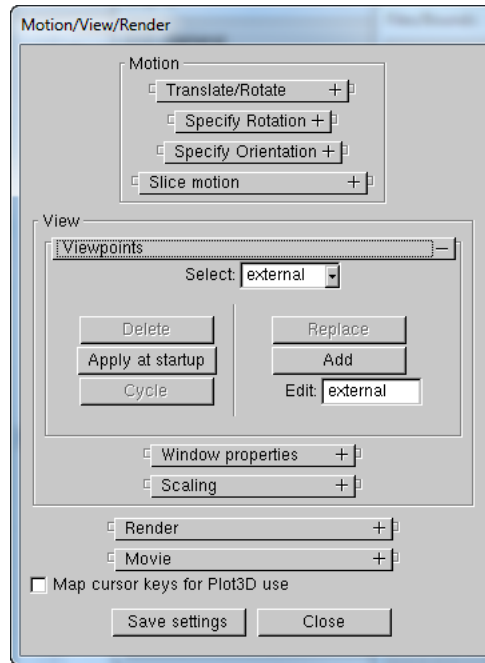 Motion/View/Render
Motion
Translate/Rotate +
Specify Rotation +
Specify Orientation +
Slice motion +
View
Viewpoints −
Select: external
Delete Replace
Apply at startup Add
Cycle Edit: external
Window properties +
Scaling +
Render +
Movie +
Map cursor keys for Plot3D use
Save settings Close